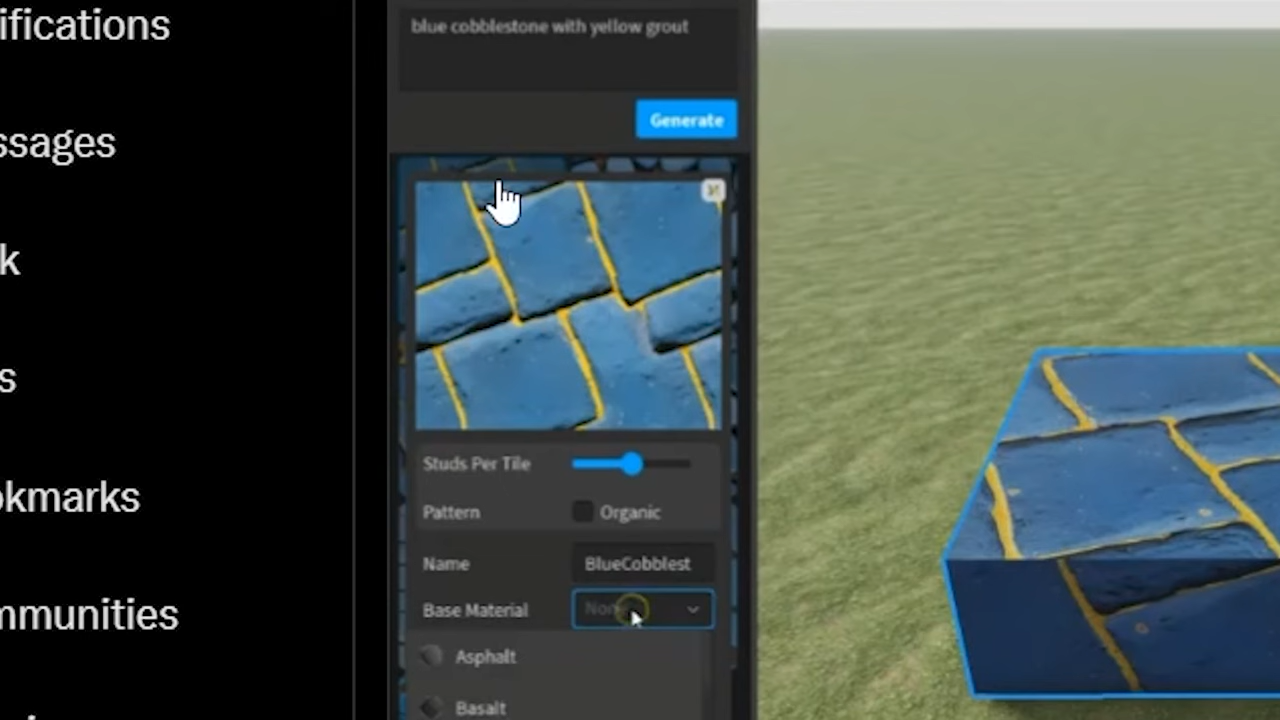 ifications
ssages
k
s
okmarks
mmunities
blue cobblestone with yellow grout
Generate
Studs Per Tile
Pattern
Organic
Name
BlueCobblest
Base Material
Asphalt
Basalt